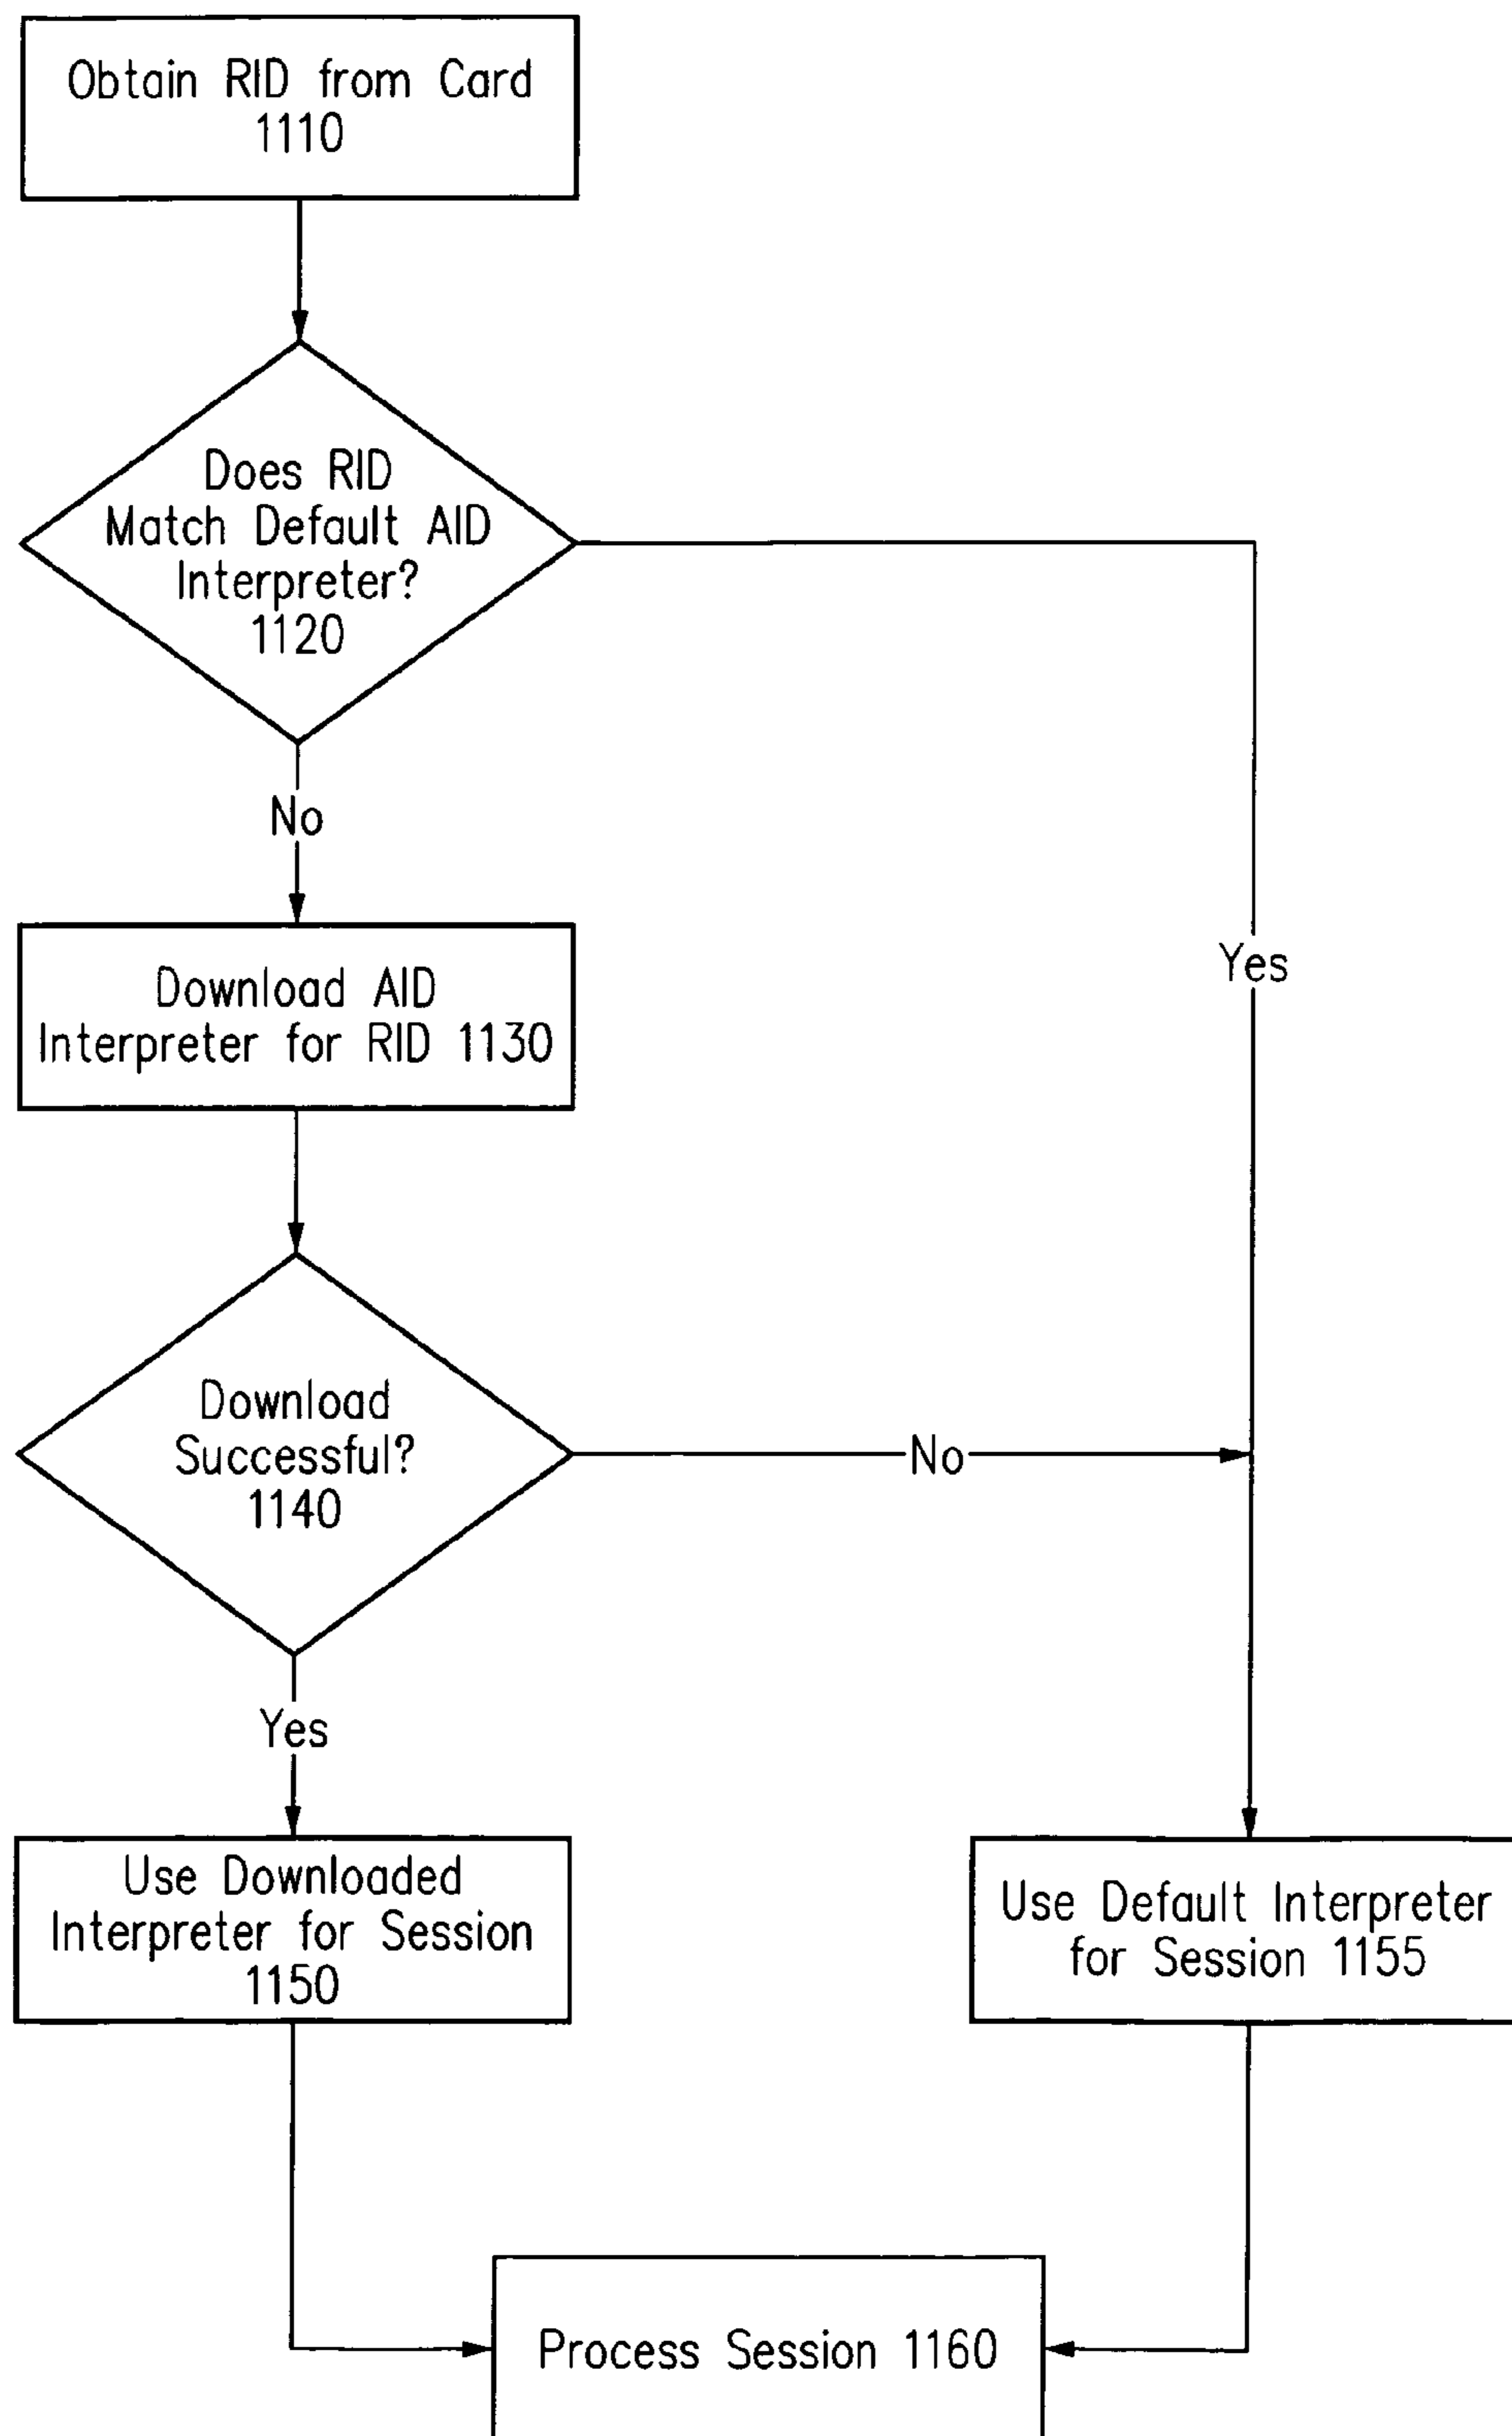 Obtain RID from Card
1110
Does RID
Match Default AID
Interpreter?
1120
No
Yes
Download AID
Interpreter for RID 1130
Download
Successful?
1140
No
Yes
Use Downloaded
Interpreter for Session
1150
Use Default Interpreter
for Session 1155
Process Session 1160